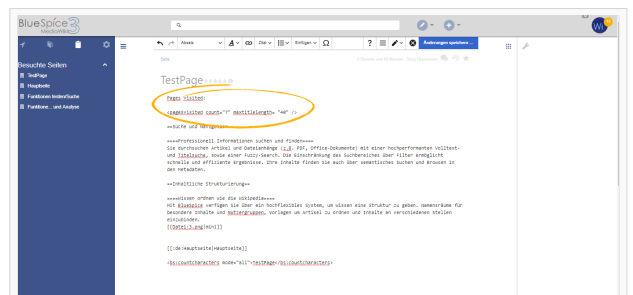 BlueSpice 3
MediaWiki
WI
Absatz
A
Zitat
Einfügen
Ω
?
Änderungen speichern ...
Besuchte Seiten
TestPage
Hauptseite
Funktionen testen/Suche
Funktione... und Analyse
Seite
TestPage
Pages visited:
<pagesvisited count="7" maxtitlelength= "40" />
==Suche und Navigation==
====Professionell Informationen suchen und finden====
Sie durchsuchen Artikel und Dateianhänge (z.B. PDF, Office-Dokumente) mit einer hochperformanten Volltext-
und Titelsuche, sowie einer Fuzzy-Search. Die Einschränkung des Suchbereiches über Filter ermöglicht
schnelle und effiziente Ergebnisse. Ihre Inhalte finden Sie auch über semantisches Suchen und Browsen in
den Metadaten.
==Inhaltliche Strukturierung==
====Wissen ordnen wie die Wikipedia====
Mit BlueSpice verfügen Sie über ein hochflexibles System, um Wissen eine Struktur zu geben. Namensräume für
besondere Inhalte und Nutzergruppen, Vorlagen um Artikel zu ordnen und Inhalte an verschiedenen Stellen
einzubinden.
[[Datei:3.png|mini]]
[[:de:Hauptseite|Hauptseite]]
<bs:countcharacters mode="all">TestPage</bs:countcharacters>